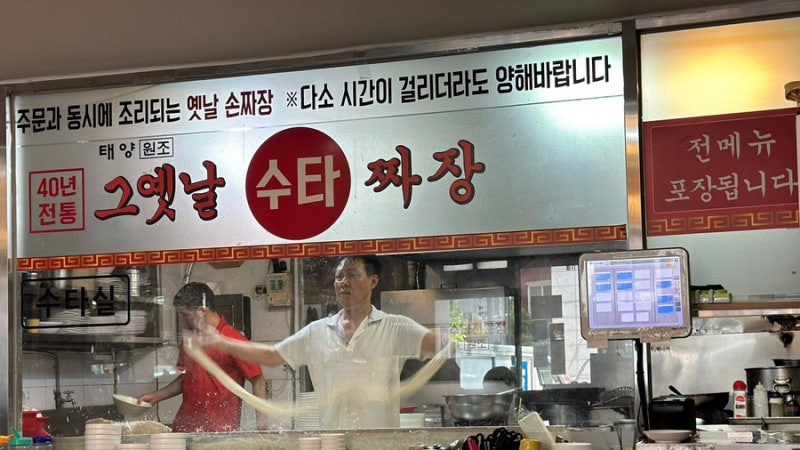 주문과 동시에 조리되는 옛날 손짜장 ※다소 시간이 걸리더라도 양해바랍니다
태양 원조
40년
전통
그옛날 수타 짜장
전메뉴
포장됩니다
수타실